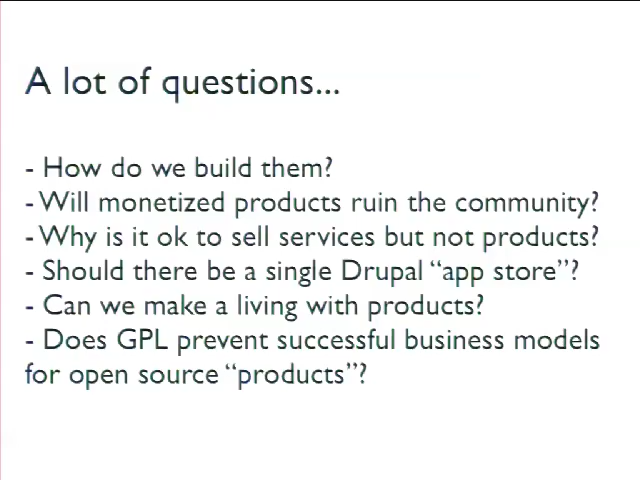 A lot of questions...
- How do we build them?
- Will monetized products ruin the community?
- Why is it ok to sell services but not products?
- Should there be a single Drupal “app store”?
- Can we make a living with products?
- Does GPL prevent successful business models
for open source “products”?